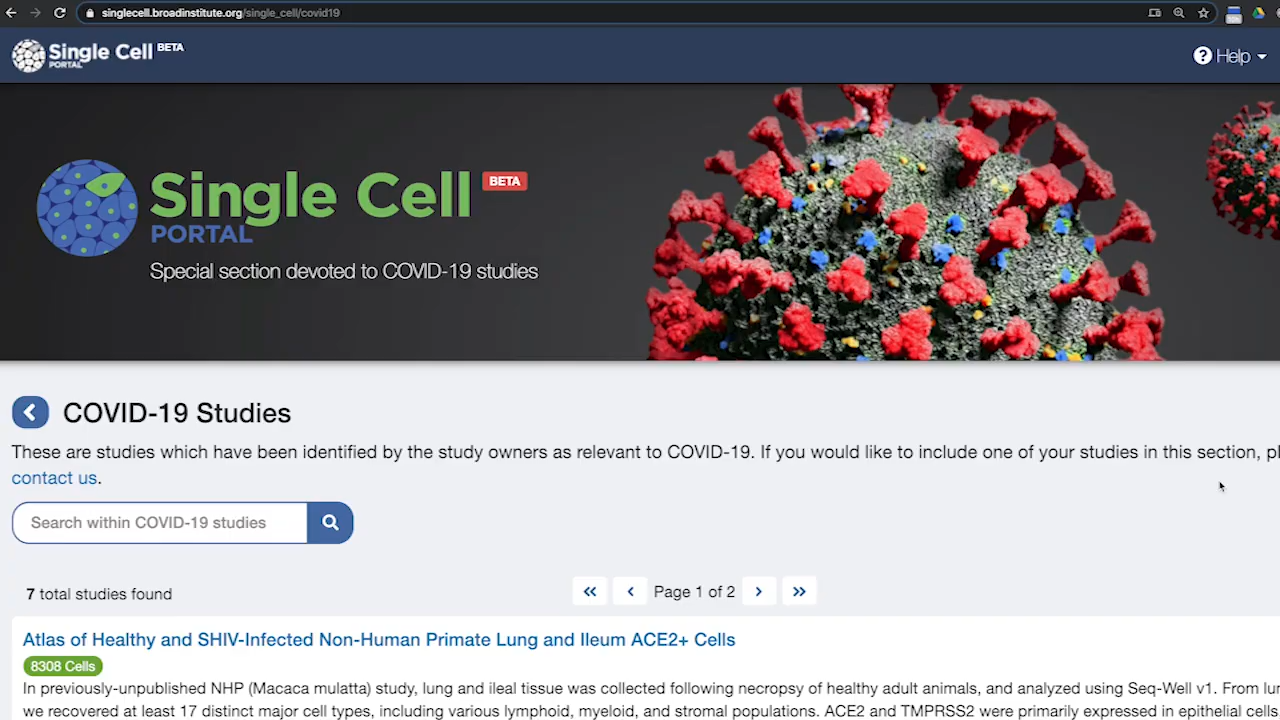 singlecell.broadinstitute.org/single_cell/covid19
Single Cell BETA
PORTAL
Help
Single Cell BETA
PORTAL
Special section devoted to COVID-19 studies
COVID-19 Studies
These are studies which have been identified by the study owners as relevant to COVID-19. If you would like to include one of your studies in this section, pl
contact us.
Search within COVID-19 studies
7 total studies found
« ‹ Page 1 of 2 › »
Atlas of Healthy and SHIV-Infected Non-Human Primate Lung and Ileum ACE2+ Cells
8308 Cells
In previously-unpublished NHP (Macaca mulatta) study, lung and ileal tissue was collected following necropsy of healthy adult animals, and analyzed using Seq-Well v1. From lun
we recovered at least 17 distinct major cell types, including various lymphoid, myeloid, and stromal populations. ACE2 and TMPRSS2 were primarily expressed in epithelial cells